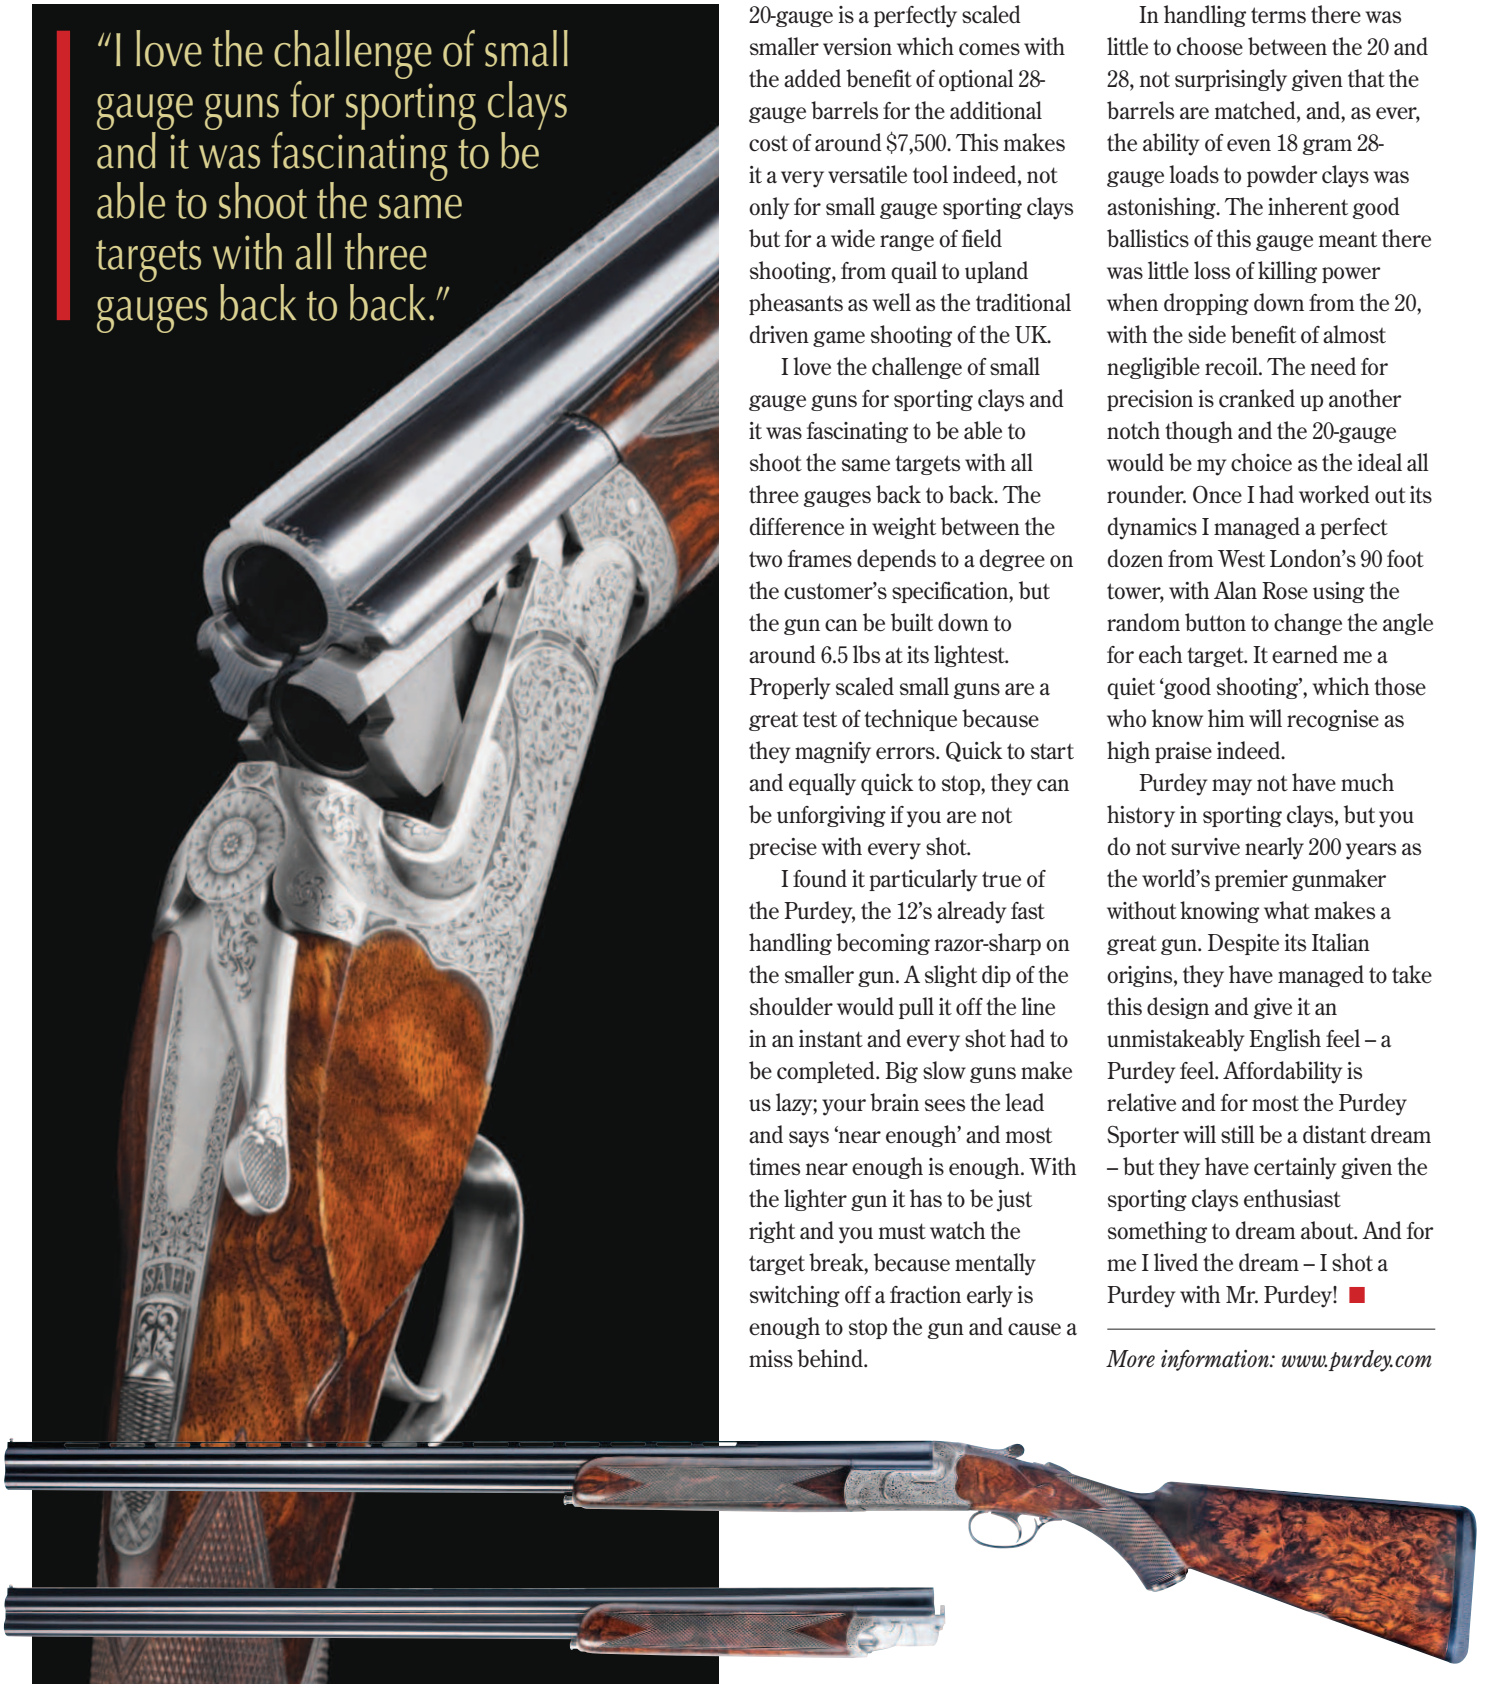 “I love the challenge of small
gauge guns for sporting clays
and it was fascinating to be
able to shoot the same
targets with all three
gauges back to back.”
SAFE
20-gauge is a perfectly scaled
smaller version which comes with
the added benefit of optional 28-
gauge barrels for the additional
cost of around $7,500. This makes
it a very versatile tool indeed, not
only for small gauge sporting clays
but for a wide range of field
shooting, from quail to upland
pheasants as well as the traditional
driven game shooting of the UK.
I love the challenge of small
gauge guns for sporting clays and
it was fascinating to be able to
shoot the same targets with all
three gauges back to back. The
difference in weight between the
two frames depends to a degree on
the customer’s specification, but
the gun can be built down to
around 6.5 lbs at its lightest.
Properly scaled small guns are a
great test of technique because
they magnify errors. Quick to start
and equally quick to stop, they can
be unforgiving if you are not
precise with every shot.
I found it particularly true of
the Purdey, the 12’s already fast
handling becoming razor-sharp on
the smaller gun. A slight dip of the
shoulder would pull it off the line
in an instant and every shot had to
be completed. Big slow guns make
us lazy; your brain sees the lead
and says ‘near enough’ and most
times near enough is enough. With
the lighter gun it has to be just
right and you must watch the
target break, because mentally
switching off a fraction early is
enough to stop the gun and cause a
miss behind.
In handling terms there was
little to choose between the 20 and
28, not surprisingly given that the
barrels are matched, and, as ever,
the ability of even 18 gram 28-
gauge loads to powder clays was
astonishing. The inherent good
ballistics of this gauge meant there
was little loss of killing power
when dropping down from the 20,
with the side benefit of almost
negligible recoil. The need for
precision is cranked up another
notch though and the 20-gauge
would be my choice as the ideal all
rounder. Once I had worked out its
dynamics I managed a perfect
dozen from West London’s 90 foot
tower, with Alan Rose using the
random button to change the angle
for each target. It earned me a
quiet ‘good shooting’, which those
who know him will recognise as
high praise indeed.
Purdey may not have much
history in sporting clays, but you
do not survive nearly 200 years as
the world’s premier gunmaker
without knowing what makes a
great gun. Despite its Italian
origins, they have managed to take
this design and give it an
unmistakeably English feel – a
Purdey feel. Affordability is
relative and for most the Purdey
Sporter will still be a distant dream
– but they have certainly given the
sporting clays enthusiast
something to dream about. And for
me I lived the dream – I shot a
Purdey with Mr. Purdey!
More information: www.purdey.com